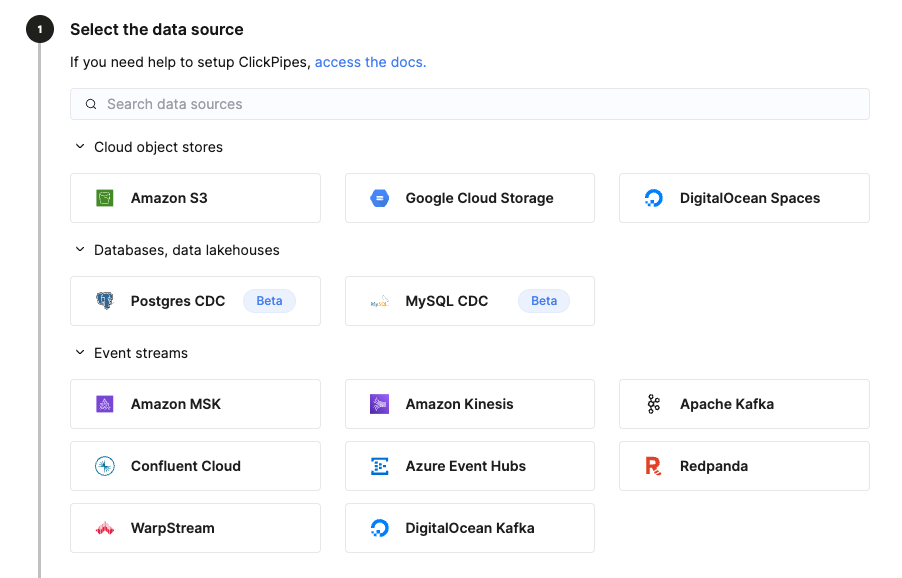 1
Select the data source
If you need help to setup ClickPipes, access the docs.
Search data sources
Cloud object stores
Amazon S3
Google Cloud Storage
DigitalOcean Spaces
Databases, data lakehouses
Postgres CDC
Beta
MySQL
MySQL CDC
Beta
Event streams
Amazon MSK
Amazon Kinesis
Apache Kafka
Confluent Cloud
Azure Event Hubs
Redpanda
WarpStream
DigitalOcean Kafka